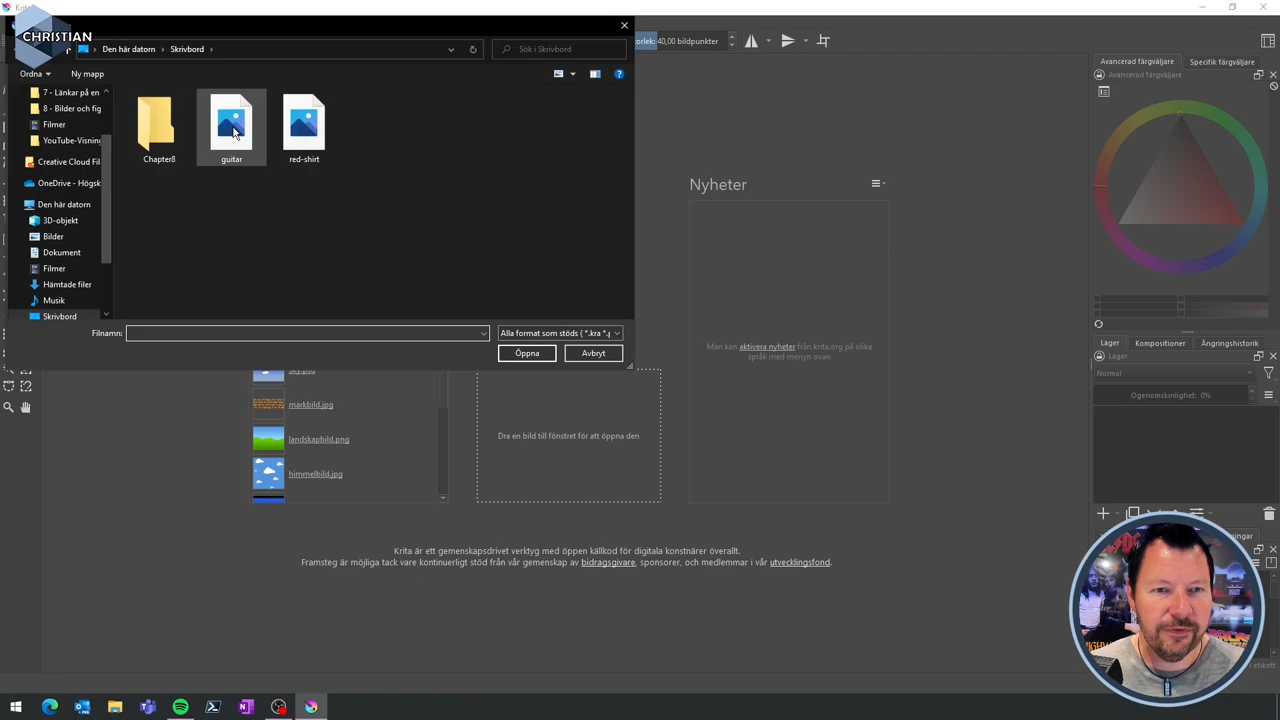 Krita
CHRISTIAN
Den här datorn
Skrivbord
Sök i Skrivbord
Ordna
Ny mapp
7 - Länkar på en
8 - Bilder och fig
Filmer
YouTube-Visning
Creative Cloud Fil
OneDrive - Högsk
Den här datorn
3D-objekt
Bilder
Dokument
Filmer
Hämtade filer
Musik
Skrivbord
Chapter8
guitar
red-shirt
Filnamn:
Alla format som stöds ( *.kra *.
Öppna
Avbryt
orlek: 40,00 bildpunkter
Avancerad färgväljare
Specifik färgväljare
Avancerad färgväljare
Nyheter
Man kan aktivera nyheter från krita.org på olika
språk med menyn ovan
markbild.jpg
landskapbild.png
himmelbild.jpg
Dra en bild till fönstret för att öppna den
Krita är ett gemenskapsdrivet verktyg med öppen källkod för digitala konstnärer överallt.
Framsteg är möjliga tack vare kontinuerligt stöd från vår gemenskap av bidragsgivare, sponsorer, och medlemmar i vår utvecklingsfond.
Lager
Kompositioner
Ångringshistorik
Lager
Normal
Ogenomskinlighet: 0%